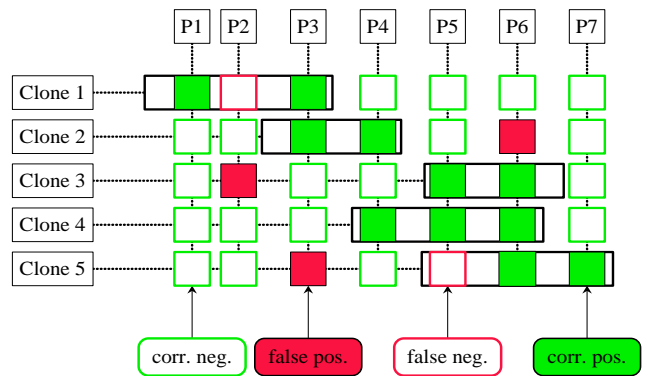 P1 P2 P3 P4 P5 P6 P7
Clone 1
Clone 2
Clone 3
Clone 4
Clone 5
corr. neg. false pos. false neg. corr. pos.